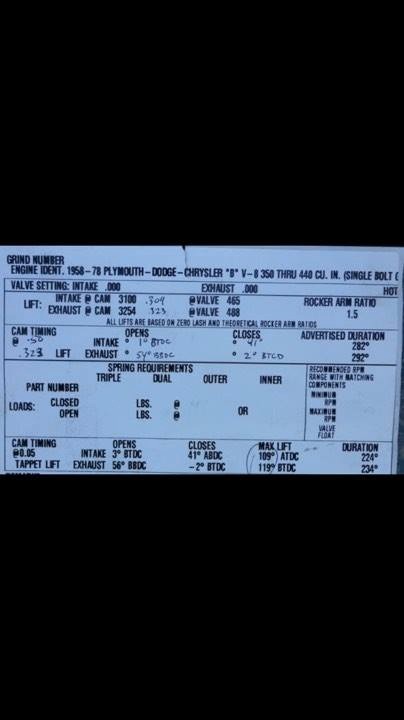 GRIND NUMBER
ENGINE IDENT. 1958-78 PLYMOUTH-DODGE-CHRYSLER "B" V-8 350 THRU 440 CU. IN. (SINGLE BOLT C
VALVE SETTING: INTAKE .000 EXHAUST .000 HOT
LIFT: INTAKE @ CAM 3100 .304 @VALVE 465 ROCKER ARM RATIO
EXHAUST @ CAM 3254 .323 @VALVE 488 1.5
ALL LIFTS ARE BASED ON ZERO LASH AND THEORETICAL ROCKER ARM RATIOS
CAM TIMING OPENS CLOSES ADVERTISED DURATION
@ .50 INTAKE ° 1° BTDC ° 41° 282°
.323 LIFT EXHAUST ° 54° BBDC ° 2° BTCD 292°
SPRING REQUIREMENTS RECOMMENDED RPM
TRIPLE DUAL OUTER INNER RANGE WITH MATCHING
PART NUMBER COMPONENTS
MINIMUM
LOADS: CLOSED LBS. @ RPM
OPEN LBS. @ OR MAXIMUM
RPM
VALVE
FLOAT
CAM TIMING OPENS CLOSES MAX LIFT DURATION
@0.05 INTAKE 3° BTDC 41° ABDC 109° ATDC 224°
TAPPET LIFT EXHAUST 56° BBDC -2° BTDC 119° BTDC 234°